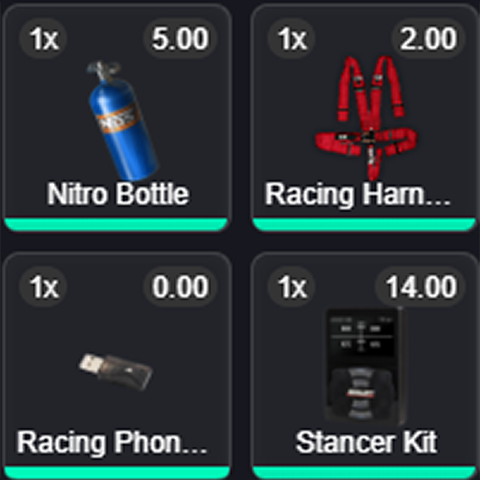 1x 5.00
NOS
Nitro Bottle
1x 2.00
Racing Harn...
1x 0.00
Racing Phon...
1x 14.00
Stancer Kit